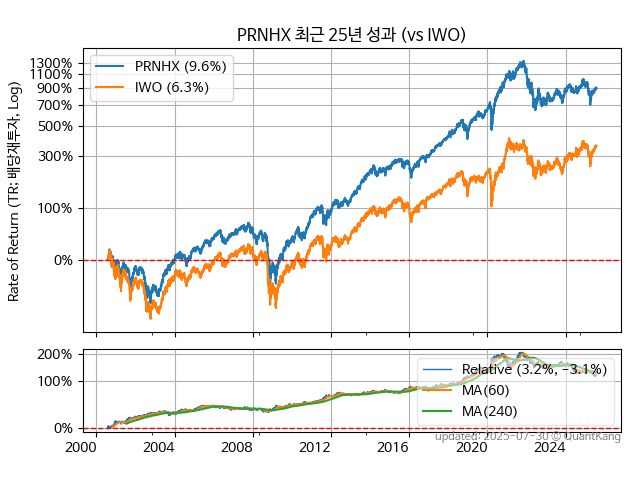 PRNHX 최근 25년 성과 (vs IWO)
Rate of Return (TR; 배당재투자, Log)
1300%
1100%
900%
700%
500%
300%
100%
0%
PRNHX (9.6%)
IWO (6.3%)
200%
100%
0%
Relative (3.2%, −3.1%)
MA(60)
MA(240)
2000 2004 2008 2012 2016 2020 2024
updated: 2025-07-30 © QuantKang